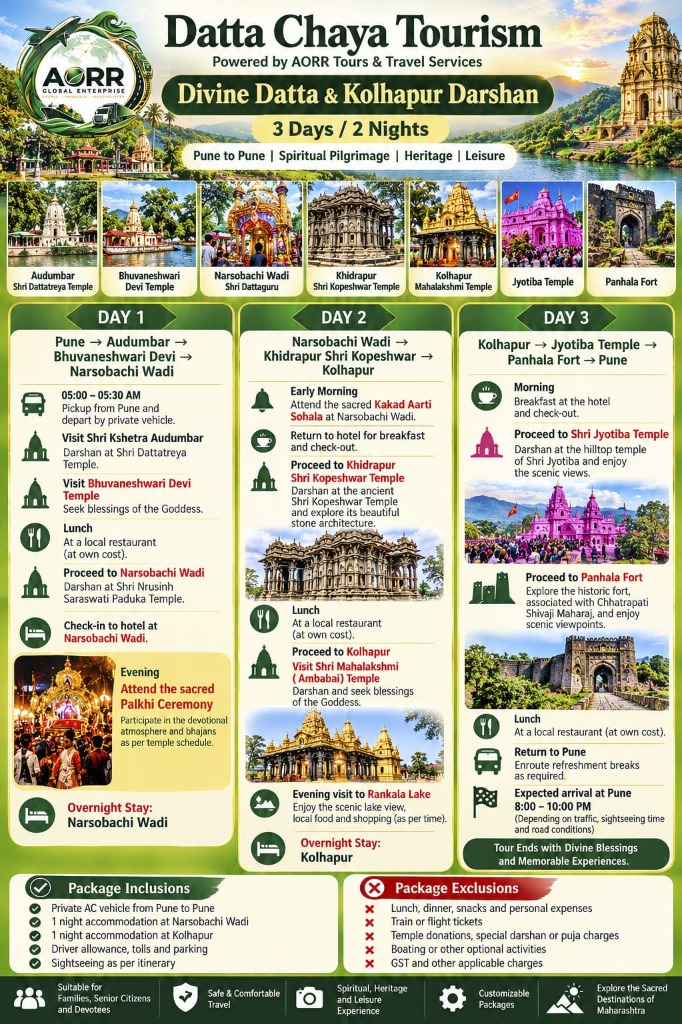 AORR
GLOBAL ENTERPRISE
Datta Chaya Tourism
Powered by AORR Tours & Travel Services
Divine Datta & Kolhapur Darshan
3 Days / 2 Nights
Pune to Pune | Spiritual Pilgrimage | Heritage | Leisure
Audumbar
Shri Dattatreya Temple
Bhuvaneshwari
Devi Temple
Narsobachi Wadi
Shri Dattaguru
Khidrapur
Shri Kopeshwar Temple
Kolhapur
Mahalakshmi Temple
Jyotiba Temple
Panhala Fort
DAY 1
Pune → Audumbar →
Bhuvaneshwari Devi →
Narsobachi Wadi
05:00 – 05:30 AM
Pickup from Pune and
depart by private vehicle.
Visit Shri Kshetra Audumbar
Darshan at Shri Dattatreya
Temple.
Visit Bhuvaneshwari Devi
Temple
Seek blessings of the Goddess.
Lunch
At a local restaurant
(at own cost).
Proceed to Narsobachi Wadi
Darshan at Shri Nrusinh
Saraswati Paduka Temple.
Check-in to hotel at
Narsobachi Wadi.
Evening
Attend the sacred
Palkhi Ceremony
Participate in the devotional
atmosphere and bhajans
as per temple schedule.
Overnight Stay:
Narsobachi Wadi
DAY 2
Narsobachi Wadi →
Khidrapur Shri Kopeshwar →
Kolhapur
Early Morning
Attend the sacred Kakad Aarti
Sohala at Narsobachi Wadi.
Return to hotel for breakfast
and check-out.
Proceed to Khidrapur
Shri Kopeshwar Temple
Darshan at the ancient
Shri Kopeshwar Temple
and explore its beautiful
stone architecture.
Lunch
At a local restaurant
(at own cost).
Proceed to Kolhapur
Visit Shri Mahalakshmi
( Ambabai) Temple
Darshan and seek blessings
of the Goddess.
Evening visit to Rankala Lake
Enjoy the scenic lake view,
local food and shopping (as per time).
Overnight Stay:
Kolhapur
DAY 3
Kolhapur → Jyotiba Temple →
Panhala Fort → Pune
Morning
Breakfast at the hotel
and check-out.
Proceed to Shri Jyotiba Temple
Darshan at the hilltop temple
of Shri Jyotiba and enjoy
the scenic views.
Proceed to Panhala Fort
Explore the historic fort,
associated with Chhatrapati
Shivaji Maharaj, and enjoy
scenic viewpoints.
Lunch
At a local restaurant (at own cost).
Return to Pune
Enroute refreshment breaks
as required.
Expected arrival at Pune
8:00 – 10:00 PM
(Depending on traffic, sightseeing time
and road conditions)
Tour Ends with Divine Blessings
and Memorable Experiences.
Package Inclusions
Private AC vehicle from Pune to Pune
1 night accommodation at Narsobachi Wadi
1 night accommodation at Kolhapur
Driver allowance, tolls and parking
Sightseeing as per itinerary
Package Exclusions
Lunch, dinner, snacks and personal expenses
Train or flight tickets
Temple donations, special darshan or puja charges
Boating or other optional activities
GST and other applicable charges
Suitable for
Families, Senior Citizens
and Devotees
Safe & Comfortable
Travel
Spiritual, Heritage
and Leisure
Experience
Customizable
Packages
Explore the Sacred
Destinations of
Maharashtra